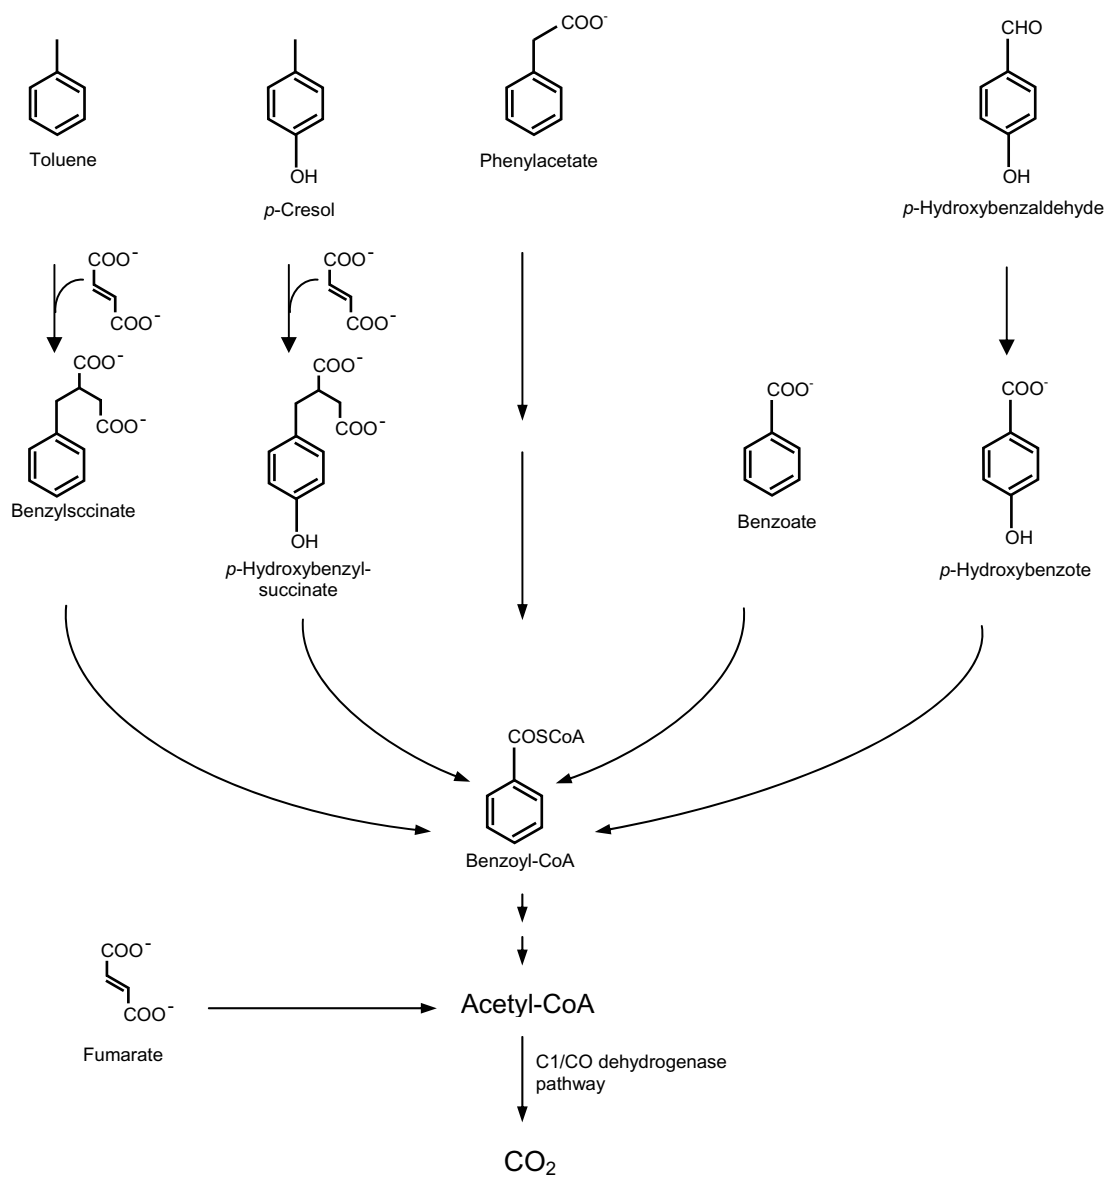 COO-
CHO
Toluene
OH
p-Cresol
Phenylacetate
OH
p-Hydroxybenzaldehyde
COO-
COO-
COO-
COO-
COO-
COO-
Benzylsccinate
COO-
COO-
OH
p-Hydroxybenzyl-
succinate
COO-
Benzoate
COO-
OH
p-Hydroxybenzote
COSCoA
Benzoyl-CoA
COO-
COO-
Fumarate
Acetyl-CoA
C1/CO dehydrogenase
pathway
CO2